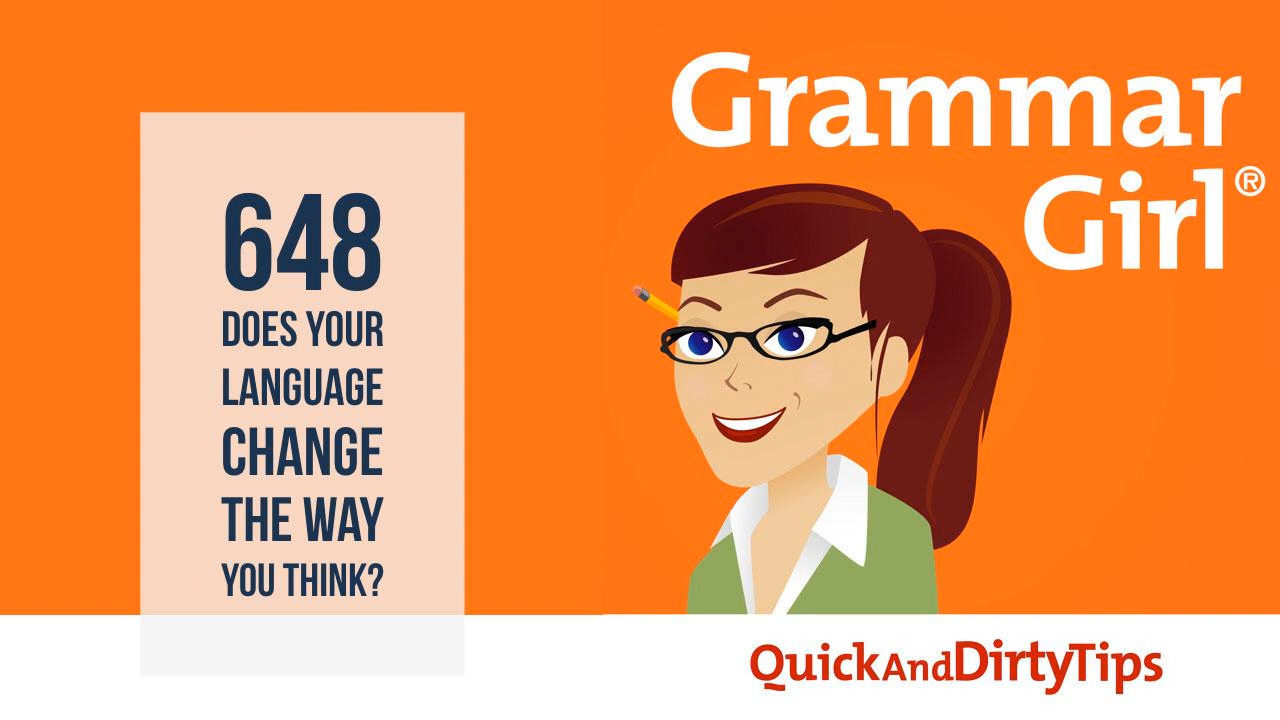 648
DOES YOUR
LANGUAGE
CHANGE
THE WAY
YOU THINK?
Grammar
Girl®
QuickAndDirtyTips